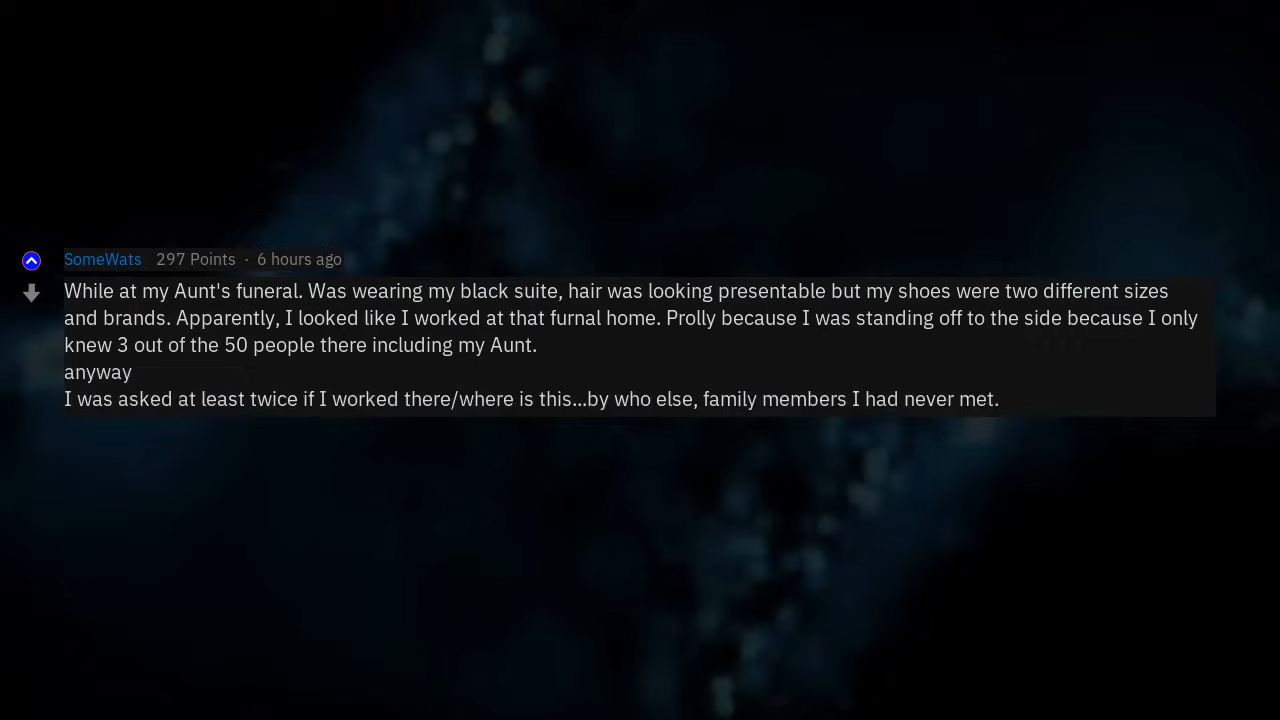 SomeWats 297 Points · 6 hours ago
While at my Aunt's funeral. Was wearing my black suite, hair was looking presentable but my shoes were two different sizes
and brands. Apparently, I looked like I worked at that furnal home. Prolly because I was standing off to the side because I only
knew 3 out of the 50 people there including my Aunt.
anyway
I was asked at least twice if I worked there/where is this...by who else, family members I had never met.